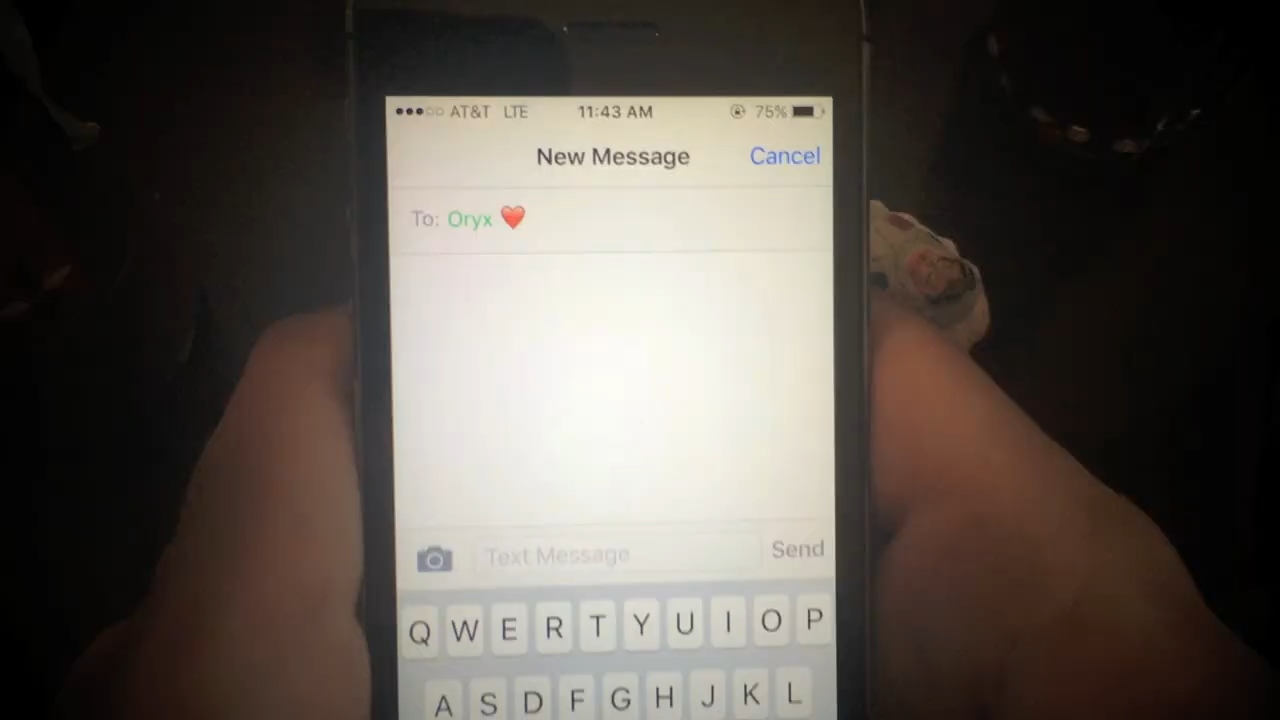 AT&T LTE 11:43 AM 75%
New Message Cancel
To: Oryx ❤️
Text Message Send
Q W E R T Y U I O P
A S D F G H J K L